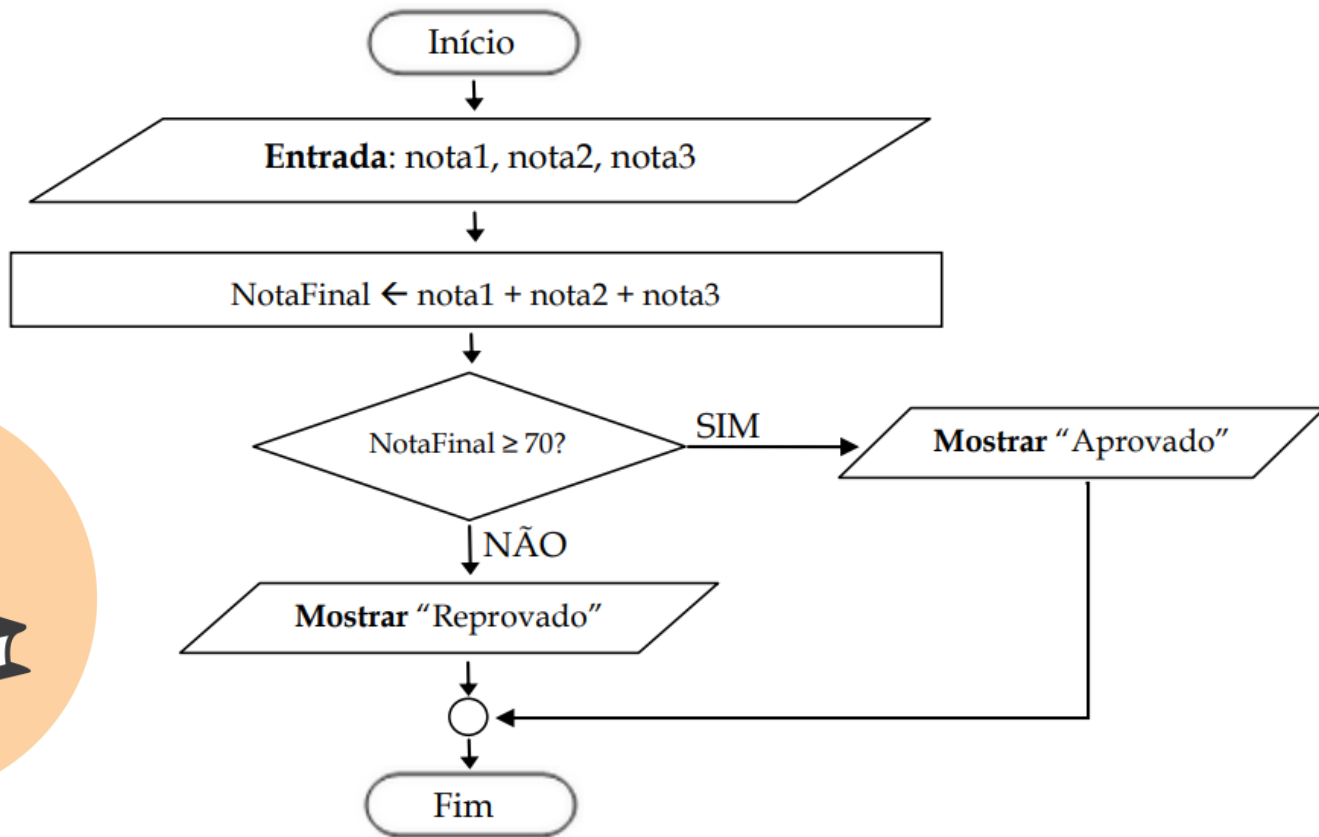 Início
Entrada: nota1, nota2, nota3
NotaFinal ← nota1 + nota2 + nota3
NotaFinal ≥ 70?
SIM
Mostrar “Aprovado”
NÃO
Mostrar “Reprovado”
Fim